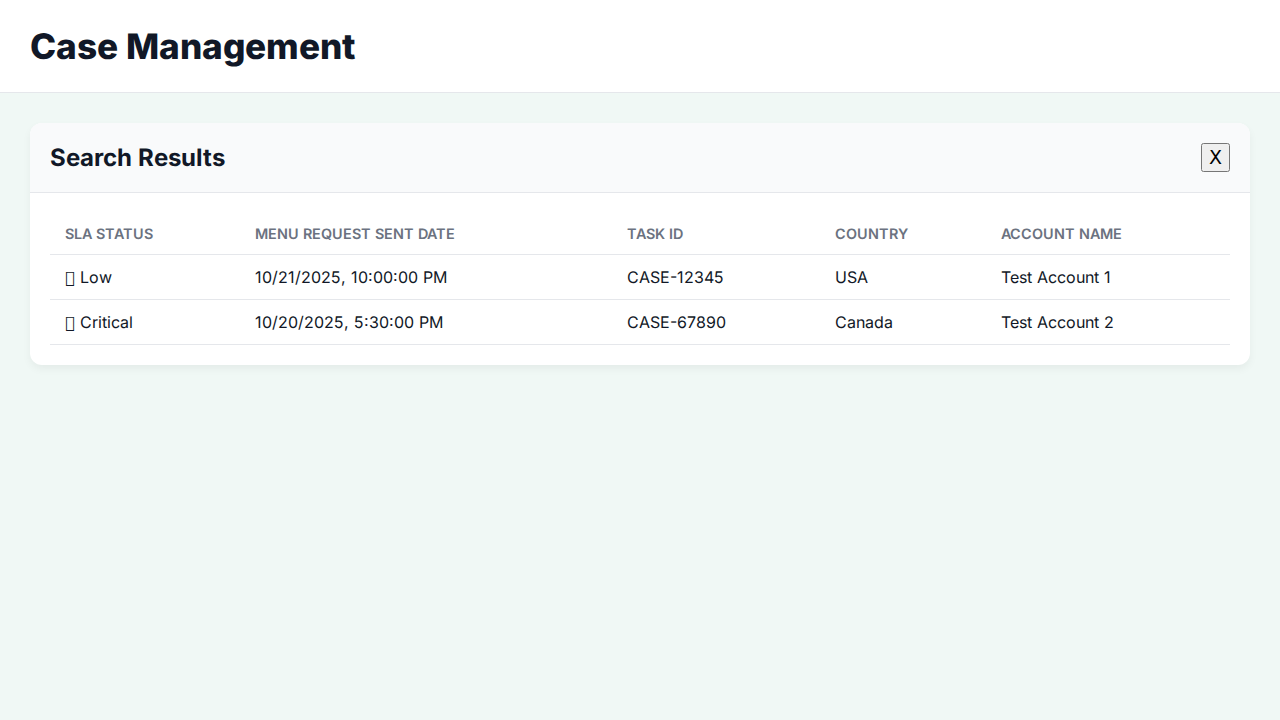 Case Management
Search Results X
SLA STATUS MENU REQUEST SENT DATE TASK ID COUNTRY ACCOUNT NAME
Low 10/21/2025, 10:00:00 PM CASE-12345 USA Test Account 1
Critical 10/20/2025, 5:30:00 PM CASE-67890 Canada Test Account 2